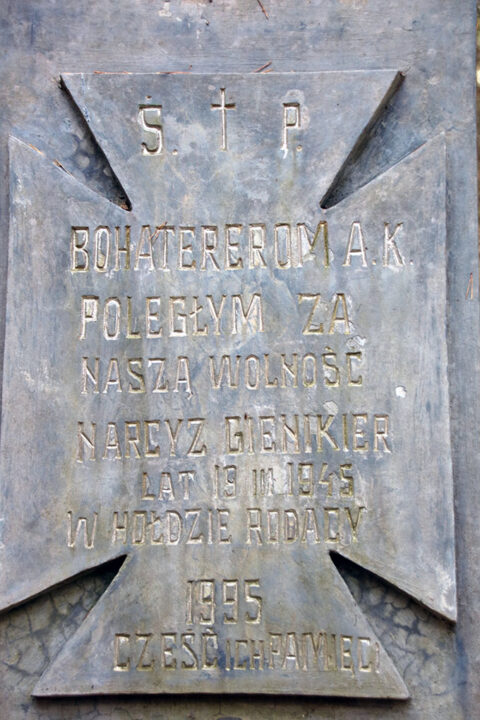 Ś. † P.
BOHATEREROM A.K.
POLEGŁYM ZA
NASZĄ WOLNOŚĆ
NARCYZ GIENIKIER
LAT 19 III 1945
W HOŁDZIE RODACY
1995
CZEŚĆ ICH PAMIĘCI